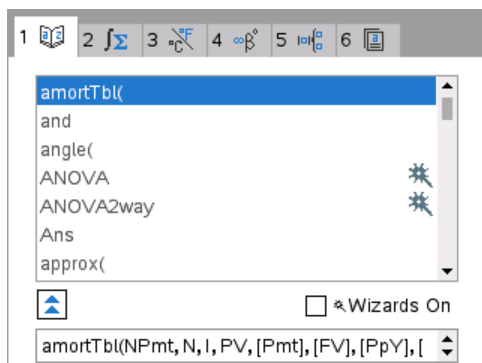 1 2 ∫Σ 3 °C °F 4 ∞β° 5 6 a
amortTbl(
and
angle(
ANOVA
ANOVA2way
Ans
approx(
Wizards On
amortTbl(NPmt, N, I, PV, [Pmt], [FV], [PpY], [